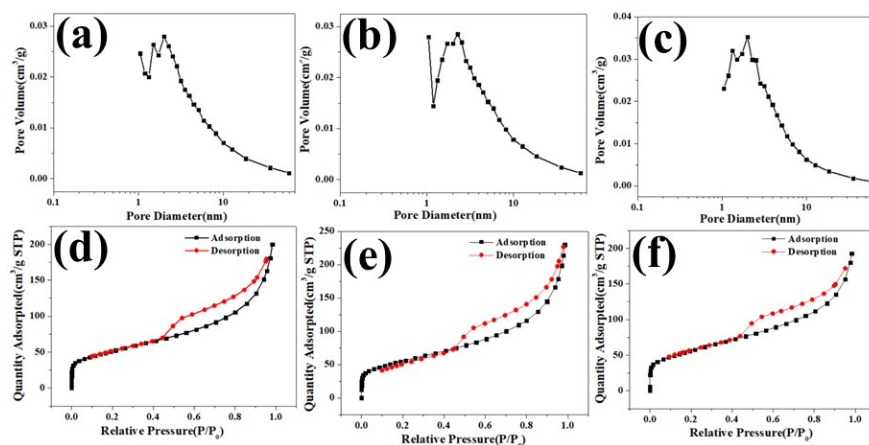 (a)
Pore Volume(cm³/g)
0.03
0.02
0.01
0.00
0.1
1
10
Pore Diameter(nm)
(b)
Pore Volume(cm³/g)
0.03
0.02
0.01
0.00
0.1
1
10
Pore Diameter(nm)
(c)
Pore Volume(cm³/g)
0.04
0.03
0.02
0.01
0.00
0.1
1
10
Pore Diameter(nm)
(d)
Adsorption
Desorption
Quantity Adsorpted(cm³/g STP)
200
150
100
50
0
0.0 0.2 0.4 0.6 0.8 1.0
Relative Pressure(P/P₀)
(e)
Adsorption
Desorption
Quantity Adsorpted(cm³/g STP)
250
200
150
100
50
0
0.0 0.2 0.4 0.6 0.8 1.0
Relative Pressure(P/P₀)
(f)
Adsorption
Desorption
Quantity Adsorpted(cm³/g STP)
200
150
100
50
0
0.0 0.2 0.4 0.6 0.8 1.0
Relative Pressure(P/P₀)